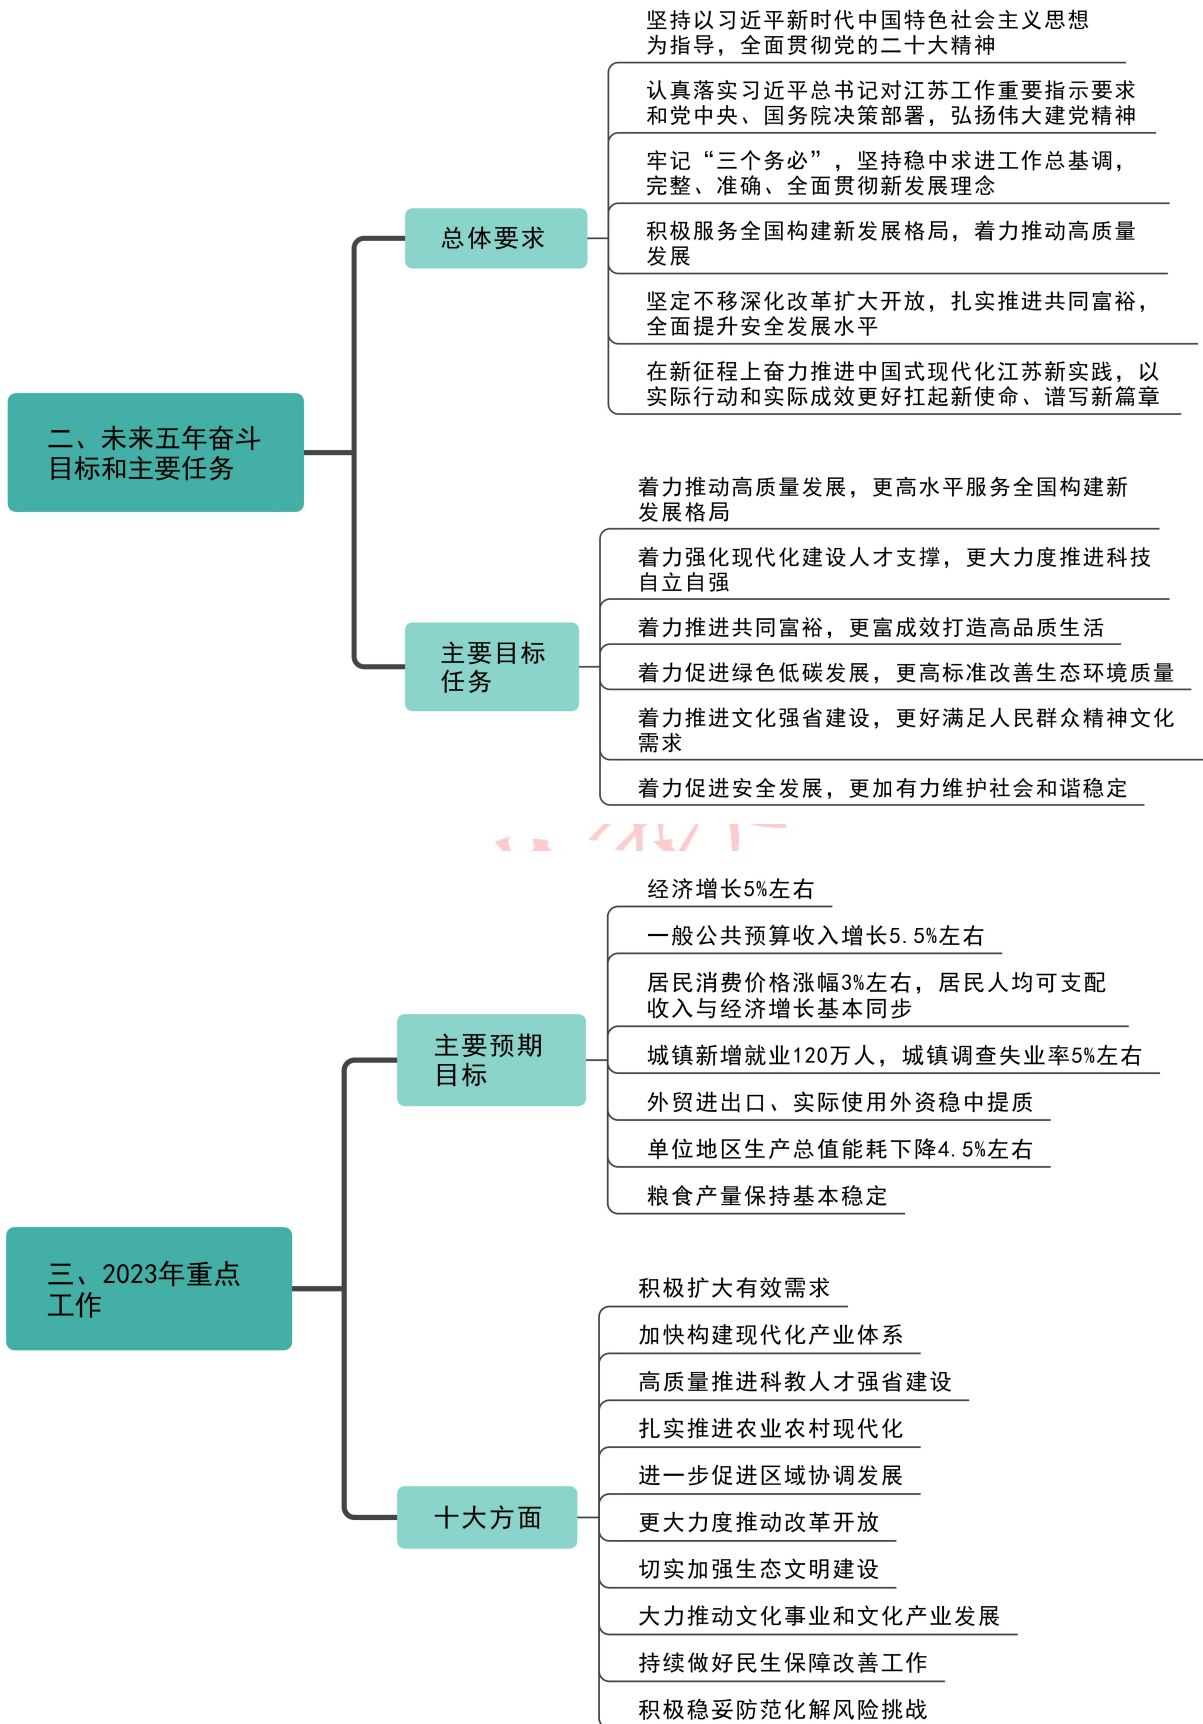 坚持以习近平新时代中国特色社会主义思想
为指导，全面贯彻党的二十大精神
认真落实习近平总书记对江苏工作重要指示要求
和党中央、国务院决策部署，弘扬伟大建党精神
牢记“三个务必”，坚持稳中求进工作总基调，
完整、准确、全面贯彻新发展理念
总体要求
积极服务全国构建新发展格局，着力推动高质量
发展
坚定不移深化改革扩大开放，扎实推进共同富裕，
全面提升安全发展水平
在新征程上奋力推进中国式现代化江苏新实践，以
实际行动和实际成效更好扛起新使命、谱写新篇章
二、未来五年奋斗
目标和主要任务
着力推动高质量发展，更高水平服务全国构建新
发展格局
着力强化现代化建设人才支撑，更大力度推进科技
自立自强
着力推进共同富裕，更富成效打造高品质生活
主要目标
任务
着力促进绿色低碳发展，更高标准改善生态环境质量
着力推进文化强省建设，更好满足人民群众精神文化
需求
着力促进安全发展，更加有力维护社会和谐稳定
经济增长5%左右
一般公共预算收入增长5.5%左右
居民消费价格涨幅3%左右，居民人均可支配
收入与经济增长基本同步
主要预期
目标
城镇新增就业120万人，城镇调查失业率5%左右
外贸进出口、实际使用外资稳中提质
单位地区生产总值能耗下降4.5%左右
粮食产量保持基本稳定
三、2023年重点
工作
积极扩大有效需求
加快构建现代化产业体系
高质量推进科教人才强省建设
扎实推进农业农村现代化
进一步促进区域协调发展
十大方面
更大力度推动改革开放
切实加强生态文明建设
大力推动文化事业和文化产业发展
持续做好民生保障改善工作
积极稳妥防范化解风险挑战